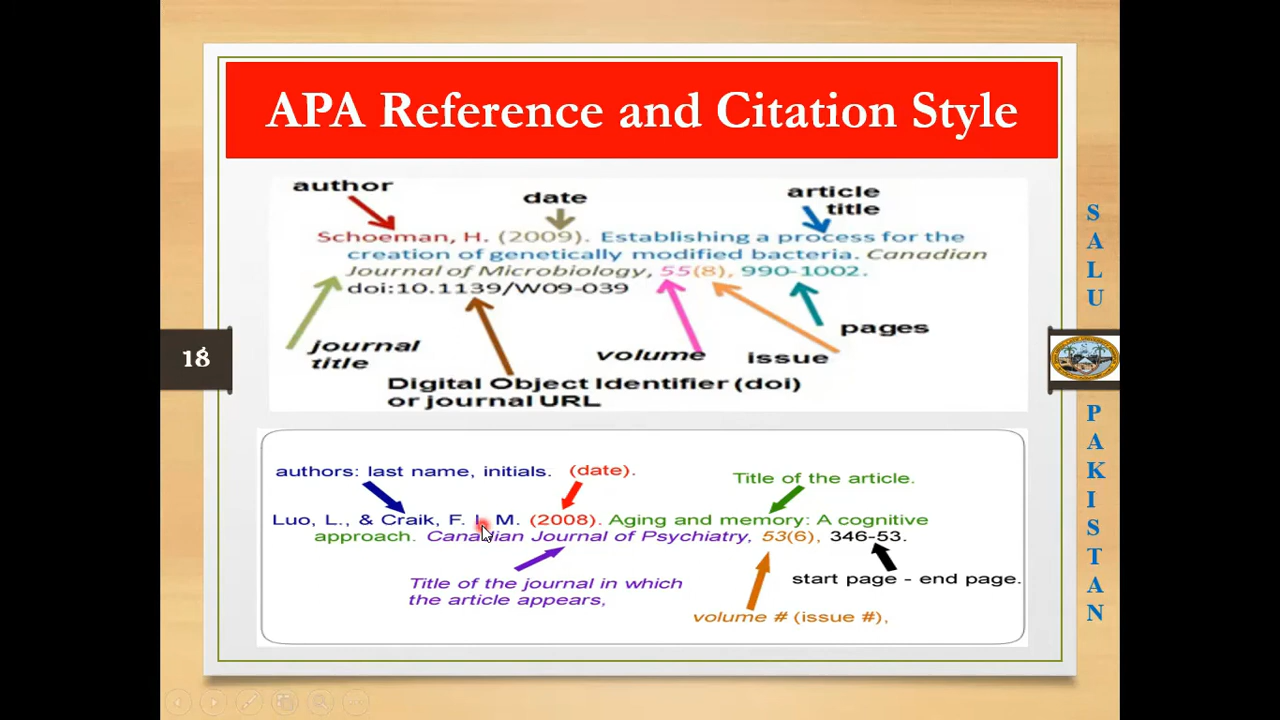 APA Reference and Citation Style
author
date
article
title
Schoeman, H. (2009). Establishing a process for the
creation of genetically modified bacteria. Canadian
Journal of Microbiology, 55(8), 990-1002.
doi:10.1139/W09-039
journal
title
volume
issue
pages
Digital Object Identifier (doi)
or journal URL
18
authors: last name, initials.
(date).
Title of the article.
Luo, L., & Craik, F. I. M. (2008). Aging and memory: A cognitive
approach. Canadian Journal of Psychiatry, 53(6), 346-53.
Title of the journal in which
the article appears,
start page - end page.
volume # (issue #),
SALU
PAKISTAN